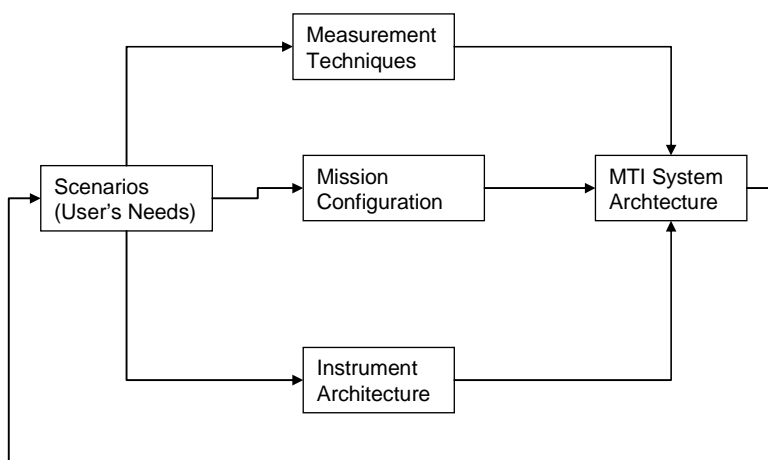 Measurement
Techniques
Scenarios
(User's Needs)
Mission
Configuration
MTI System
Archtecture
Instrument
Architecture